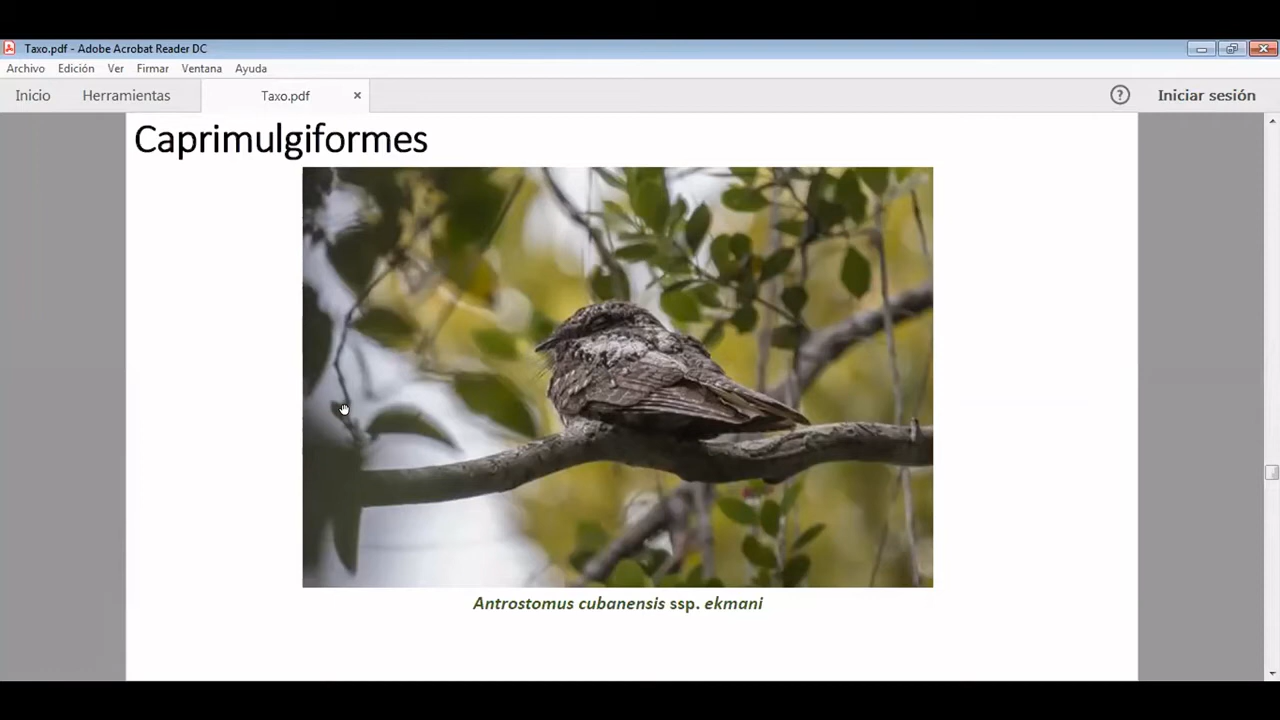 Taxo.pdf - Adobe Acrobat Reader DC
Archivo Edición Ver Firmar Ventana Ayuda
Inicio Herramientas Taxo.pdf Iniciar sesión
Caprimulgiformes
Antrostomus cubanensis ssp. ekmani